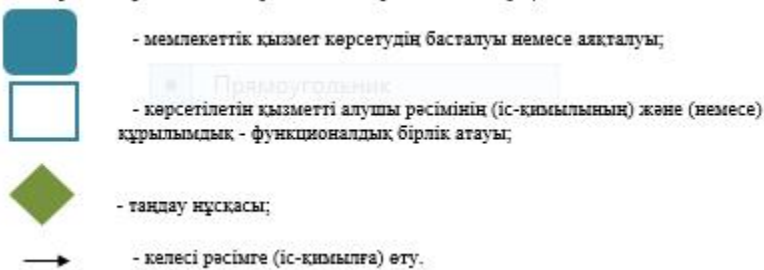 - мемлекеттік қызмет көрсетудің басталуы немесе аяқталуы;
Прямоугольник
- көрсетілетін қызметті алушы рәсімінің (іс-қимылының) және (немесе)
құрылымдық - функционалдық бірлік атауы;
- таңдау нұсқасы;
- келесі рәсімге (іс-қимылға) өту.